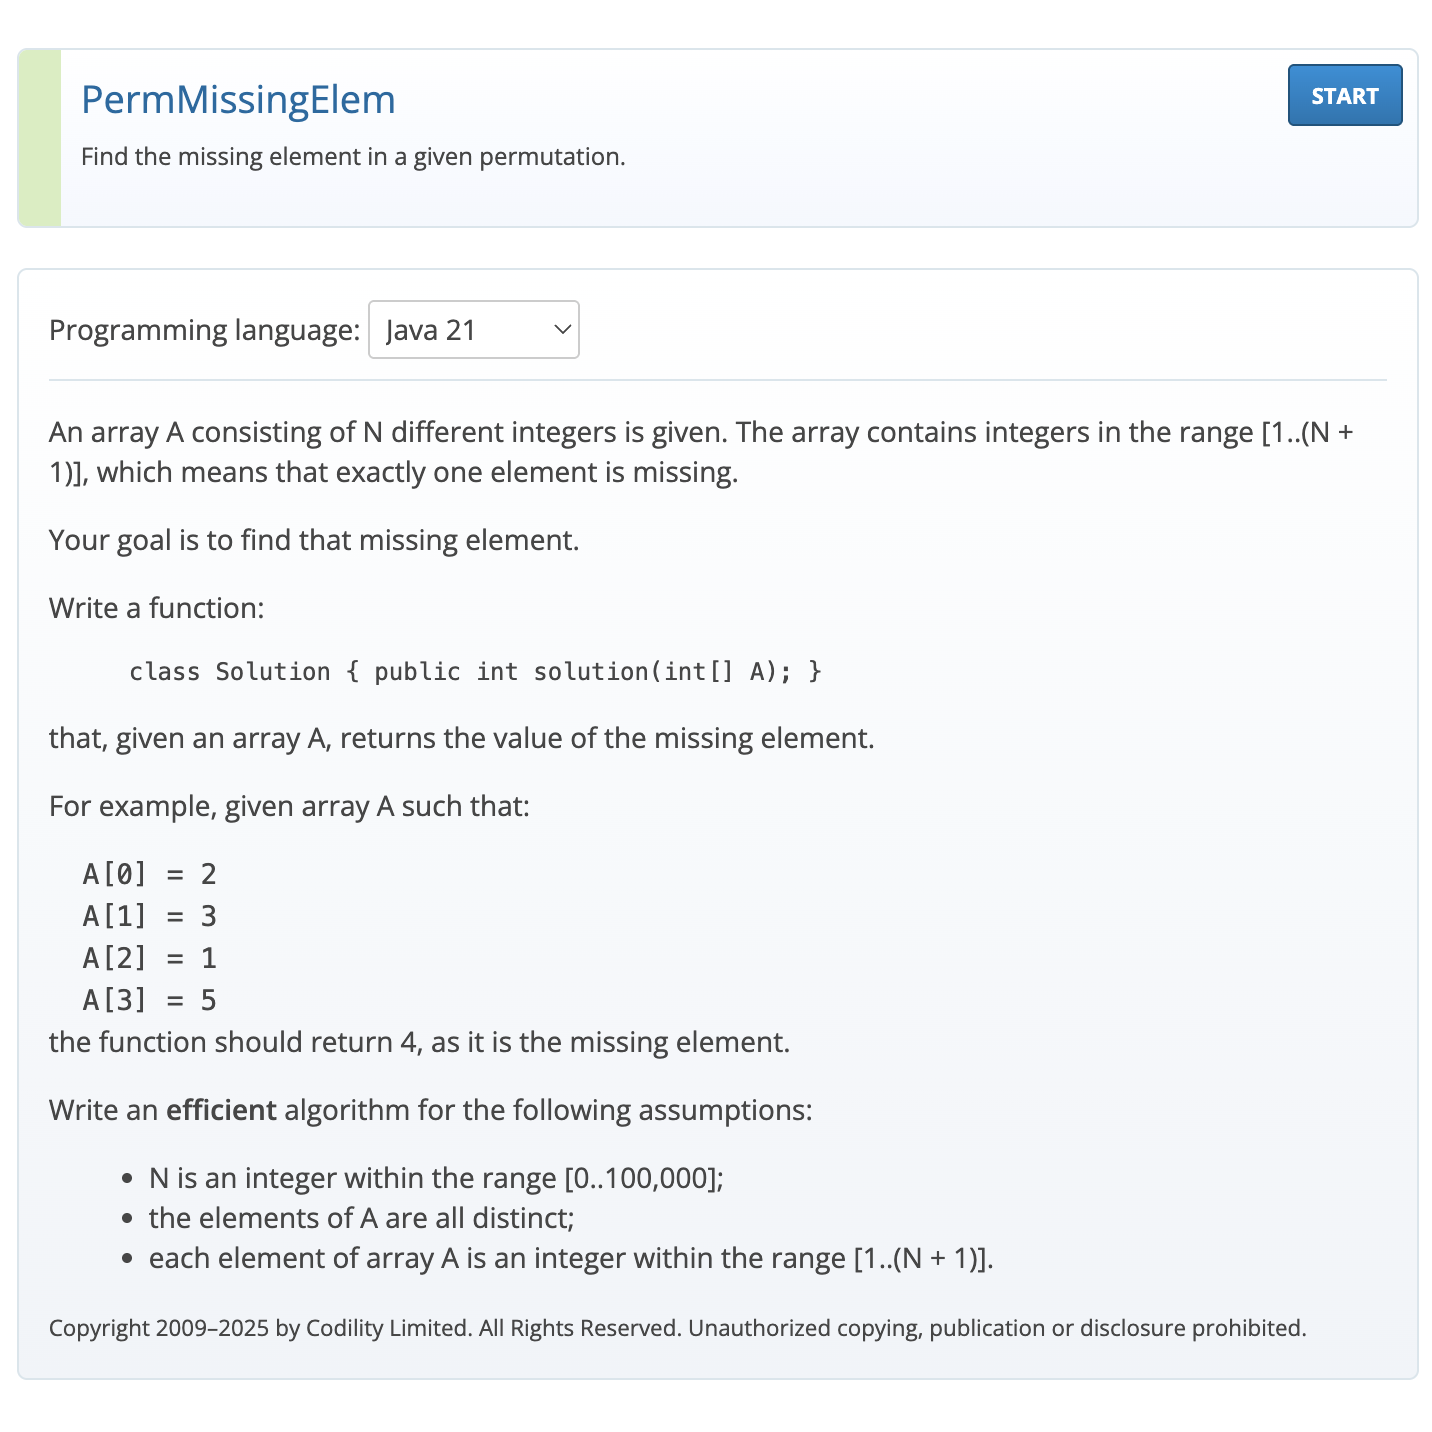 PermMissingElem
START
Find the missing element in a given permutation.
Programming language: Java 21
An array A consisting of N different integers is given. The array contains integers in the range [1..(N +
1)], which means that exactly one element is missing.
Your goal is to find that missing element.
Write a function:
class Solution { public int solution(int[] A); }
that, given an array A, returns the value of the missing element.
For example, given array A such that:
A[0] = 2
A[1] = 3
A[2] = 1
A[3] = 5
the function should return 4, as it is the missing element.
Write an efficient algorithm for the following assumptions:
• N is an integer within the range [0..100,000];
• the elements of A are all distinct;
• each element of array A is an integer within the range [1..(N + 1)].
Copyright 2009–2025 by Codility Limited. All Rights Reserved. Unauthorized copying, publication or disclosure prohibited.